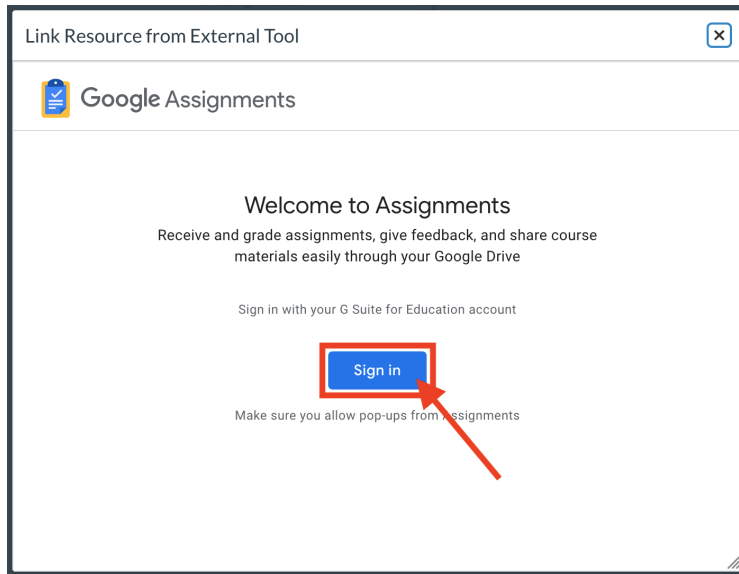 Link Resource from External Tool
Google Assignments
Welcome to Assignments
Receive and grade assignments, give feedback, and share course
materials easily through your Google Drive
Sign in with your G Suite for Education account
Sign in
Make sure you allow pop-ups from Assignments